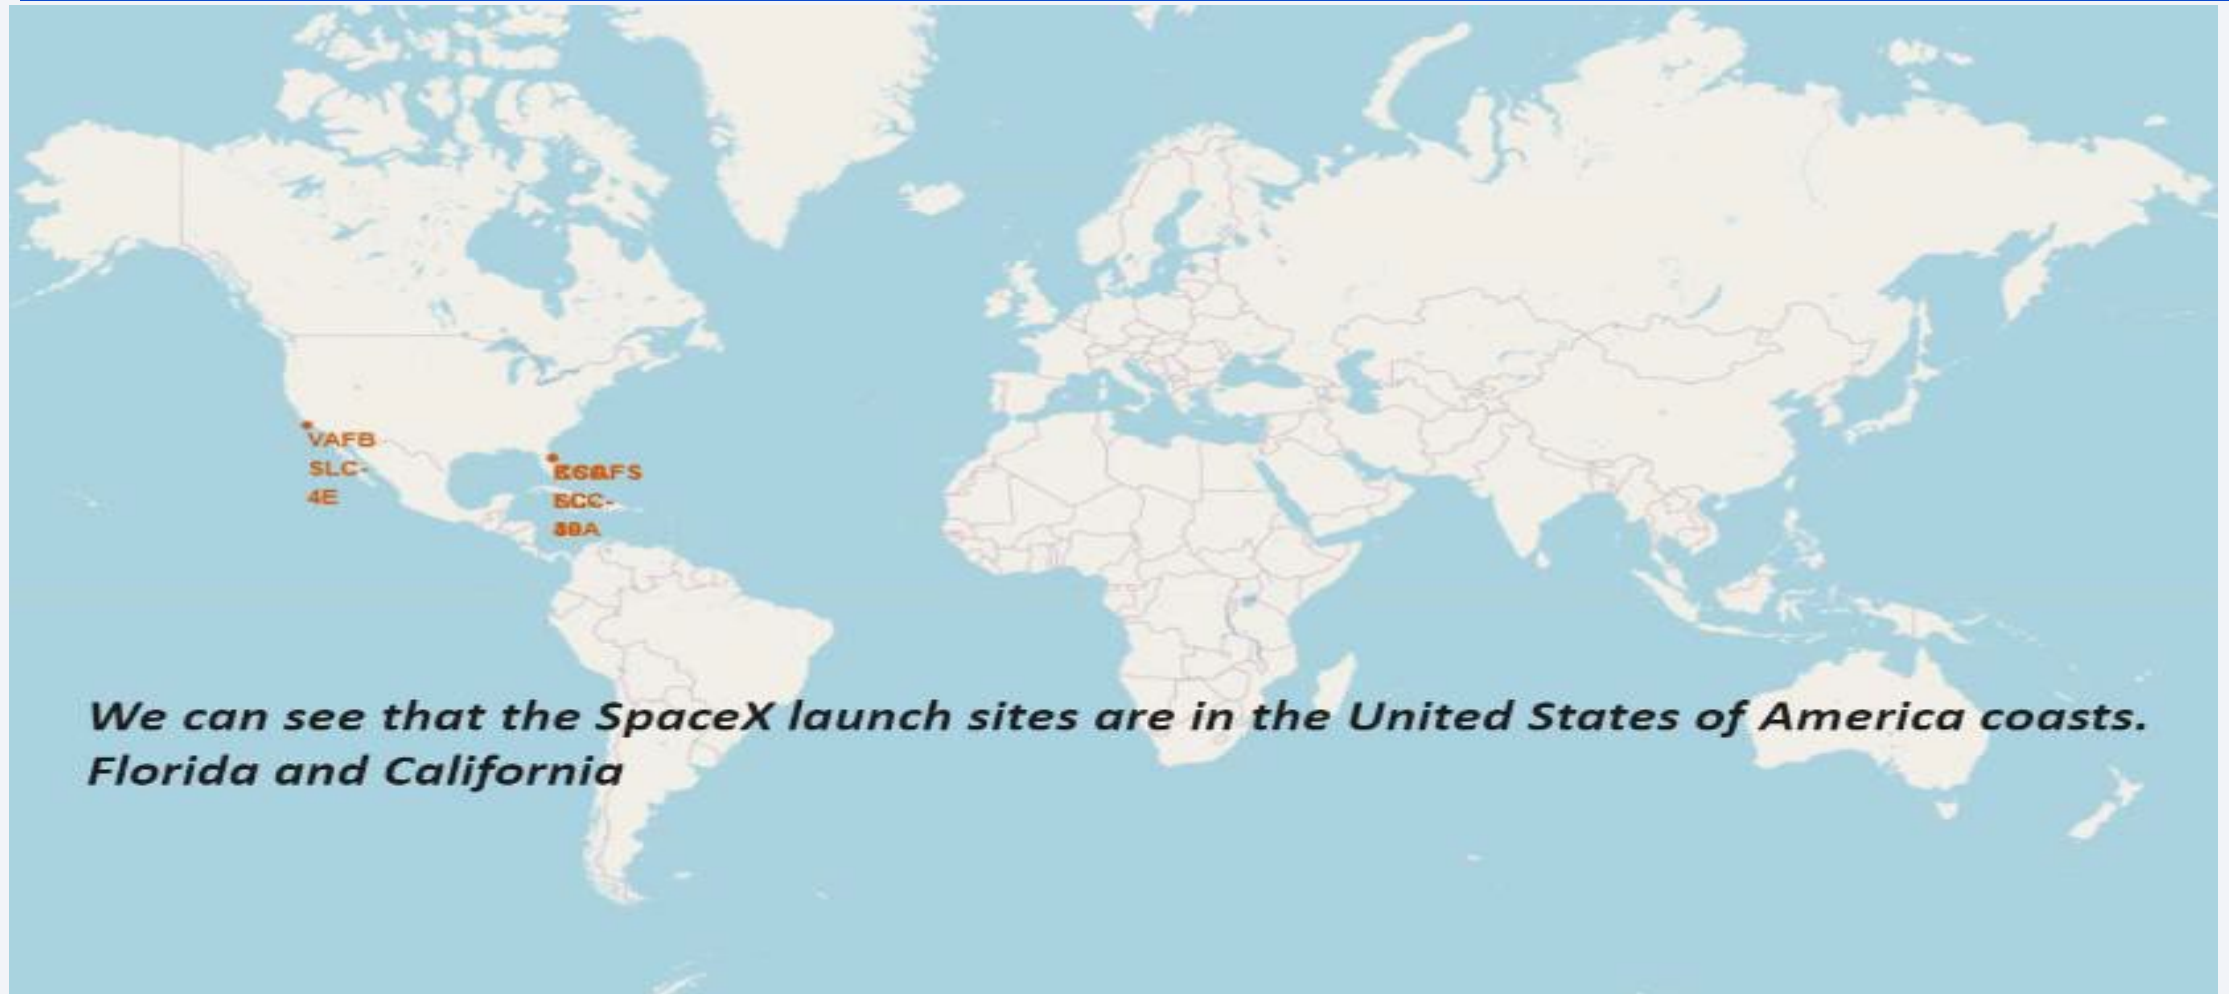 VAFB
SLC-
4E
We can see that the SpaceX launch sites are in the United States of America coasts.
Florida and California